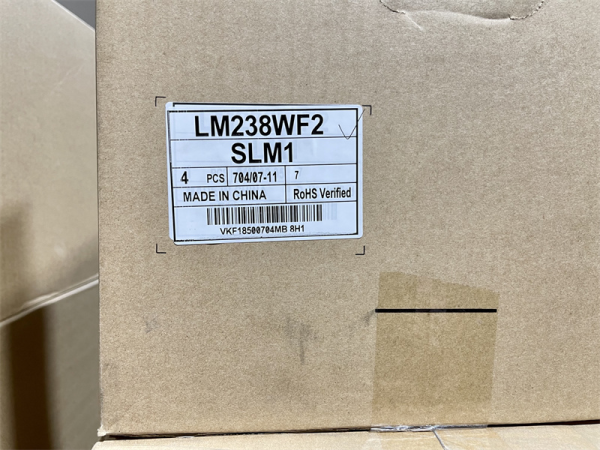 LM238WF2
SLM1
4 PCS 704/07-11 7
MADE IN CHINA RoHS Verified
VKF18500704MB 8H1